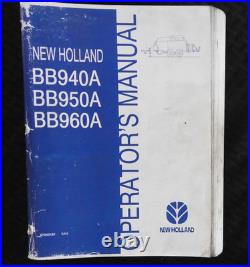 NEW HOLLAND
BB940A
BB950A
BB960A
OPERATOR'S MANUAL
NEW HOLLAND